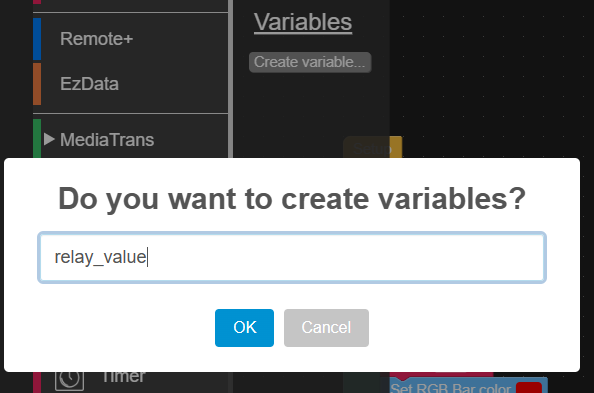 Variables
Remote+
Create variable...
EzData
MediaTrans
Do you want to create variables?
relay_value
OK
Cancel
Timer
Set RGB Bar color